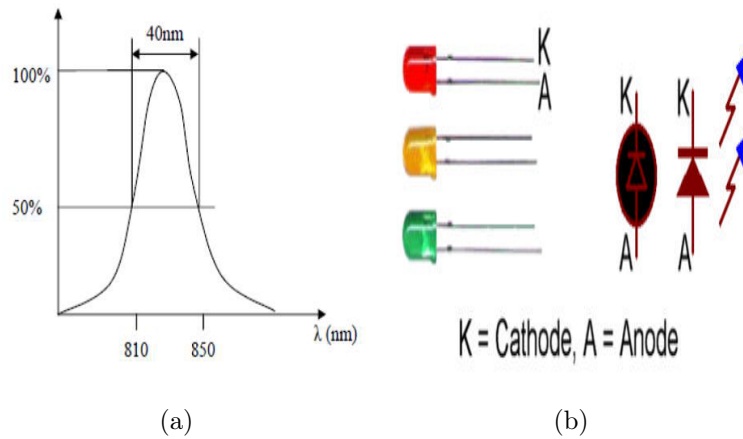 40nm
100%
50%
λ (nm)
810
850
K
A
K
K
A
A
K = Cathode, A = Anode
(a)
(b)